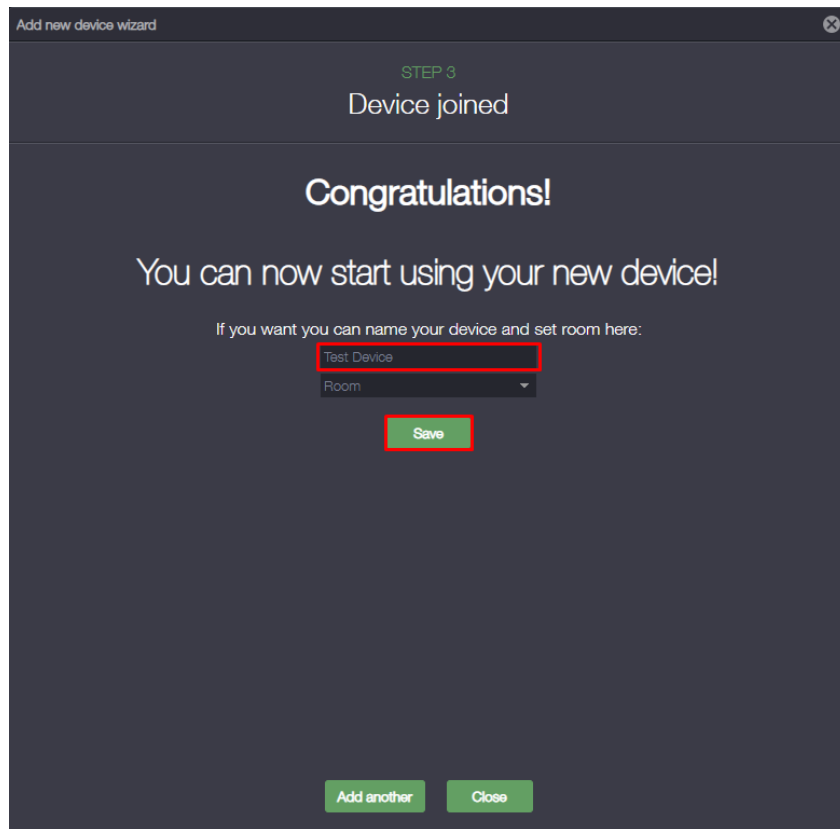 Add new device wizard
STEP 3
Device joined
Congratulations!
You can now start using your new device!
If you want you can name your device and set room here:
Test Device
Room
Save
Add another
Close